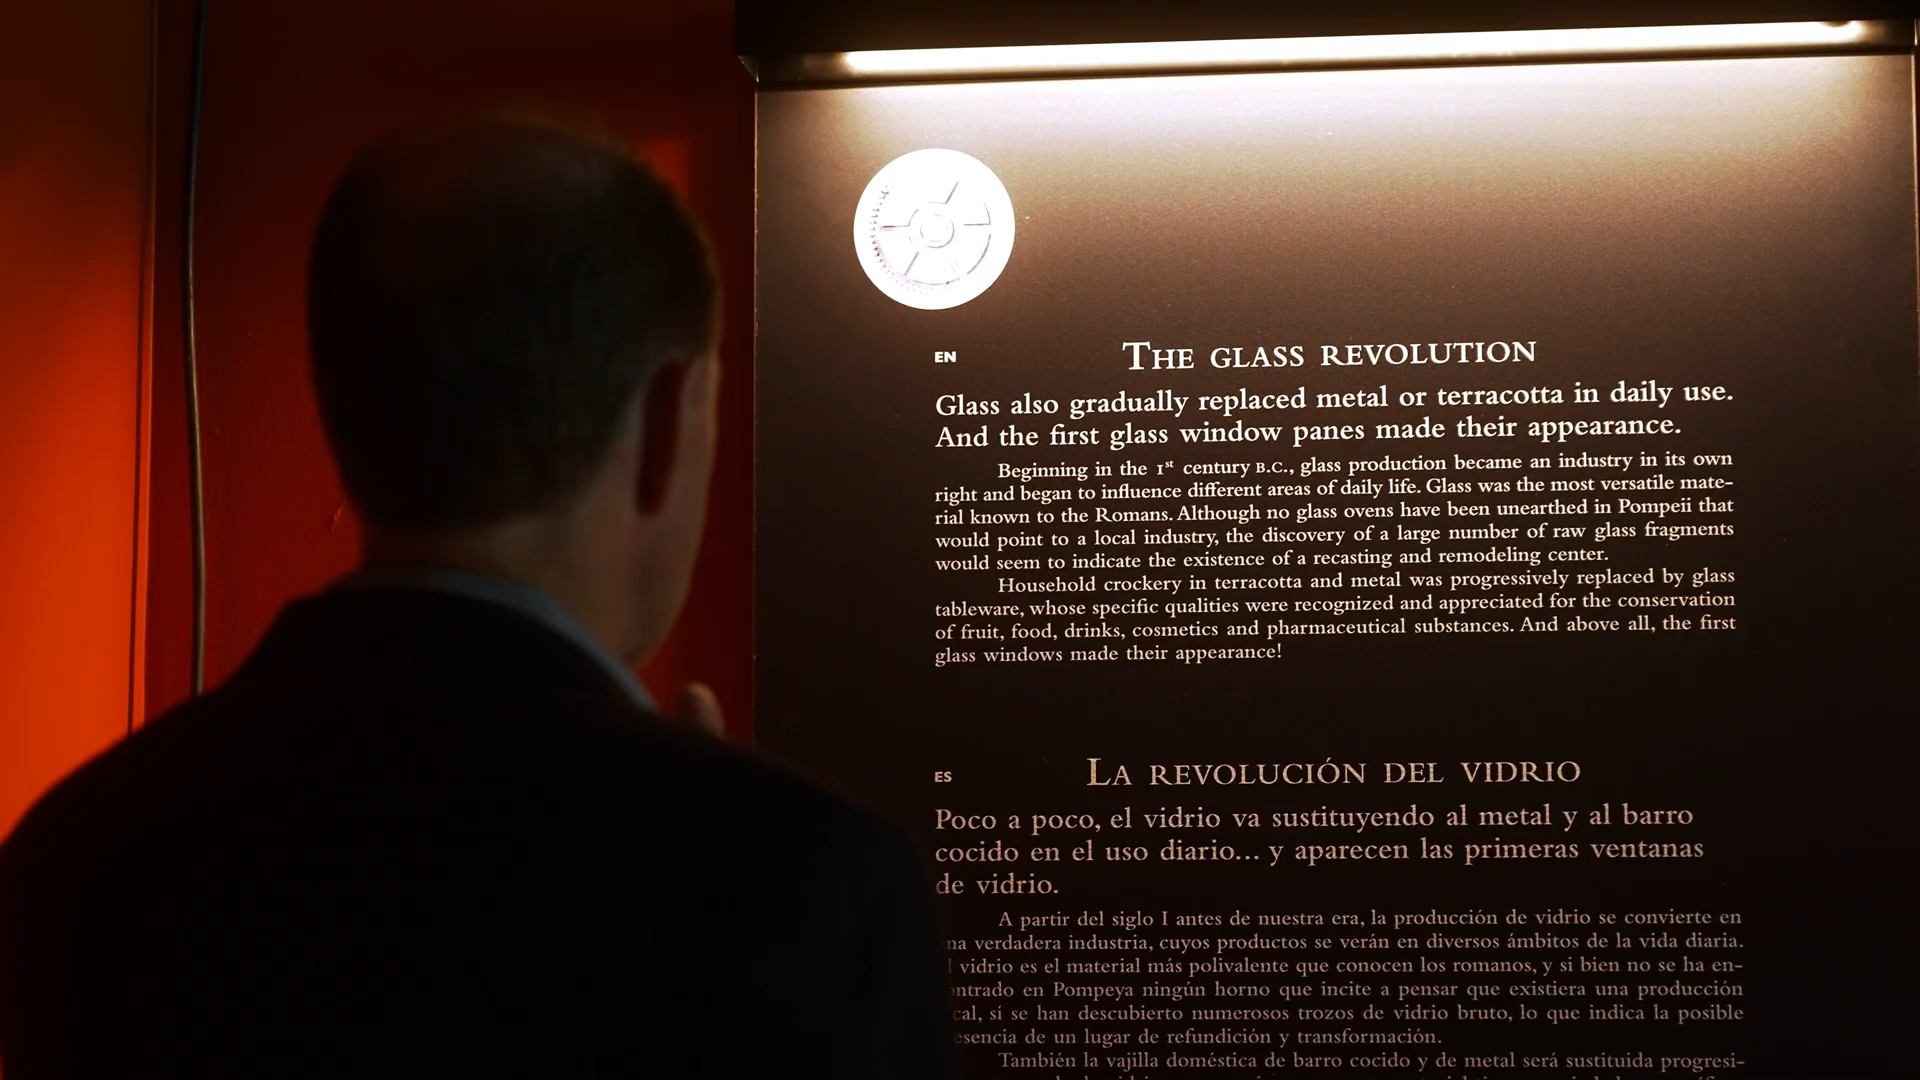 EN
THE GLASS REVOLUTION
Glass also gradually replaced metal or terracotta in daily use.
And the first glass window panes made their appearance.
Beginning in the 1st century B.C., glass production became an industry in its own
right and began to influence different areas of daily life. Glass was the most versatile mate-
rial known to the Romans. Although no glass ovens have been unearthed in Pompeii that
would point to a local industry, the discovery of a large number of raw glass fragments
would seem to indicate the existence of a recasting and remodeling center.
Household crockery in terracotta and metal was progressively replaced by glass
tableware, whose specific qualities were recognized and appreciated for the conservation
of fruit, food, drinks, cosmetics and pharmaceutical substances. And above all, the first
glass windows made their appearance!
ES
LA REVOLUCIÓN DEL VIDRIO
Poco a poco, el vidrio va sustituyendo al metal y al barro
cocido en el uso diario... y aparecen las primeras ventanas
de vidrio.
A partir del siglo I antes de nuestra era, la producción de vidrio se convierte en
na verdadera industria, cuyos productos se verán en diversos ámbitos de la vida diaria.
vidrio es el material más polivalente que conocen los romanos, y si bien no se ha en-
ntrado en Pompeya ningún horno que incite a pensar que existiera una producción
cal, sí se han descubierto numerosos trozos de vidrio bruto, lo que indica la posible
esencia de un lugar de refundición y transformación.
También la vajilla doméstica de barro cocido y de metal será sustituida progresi-